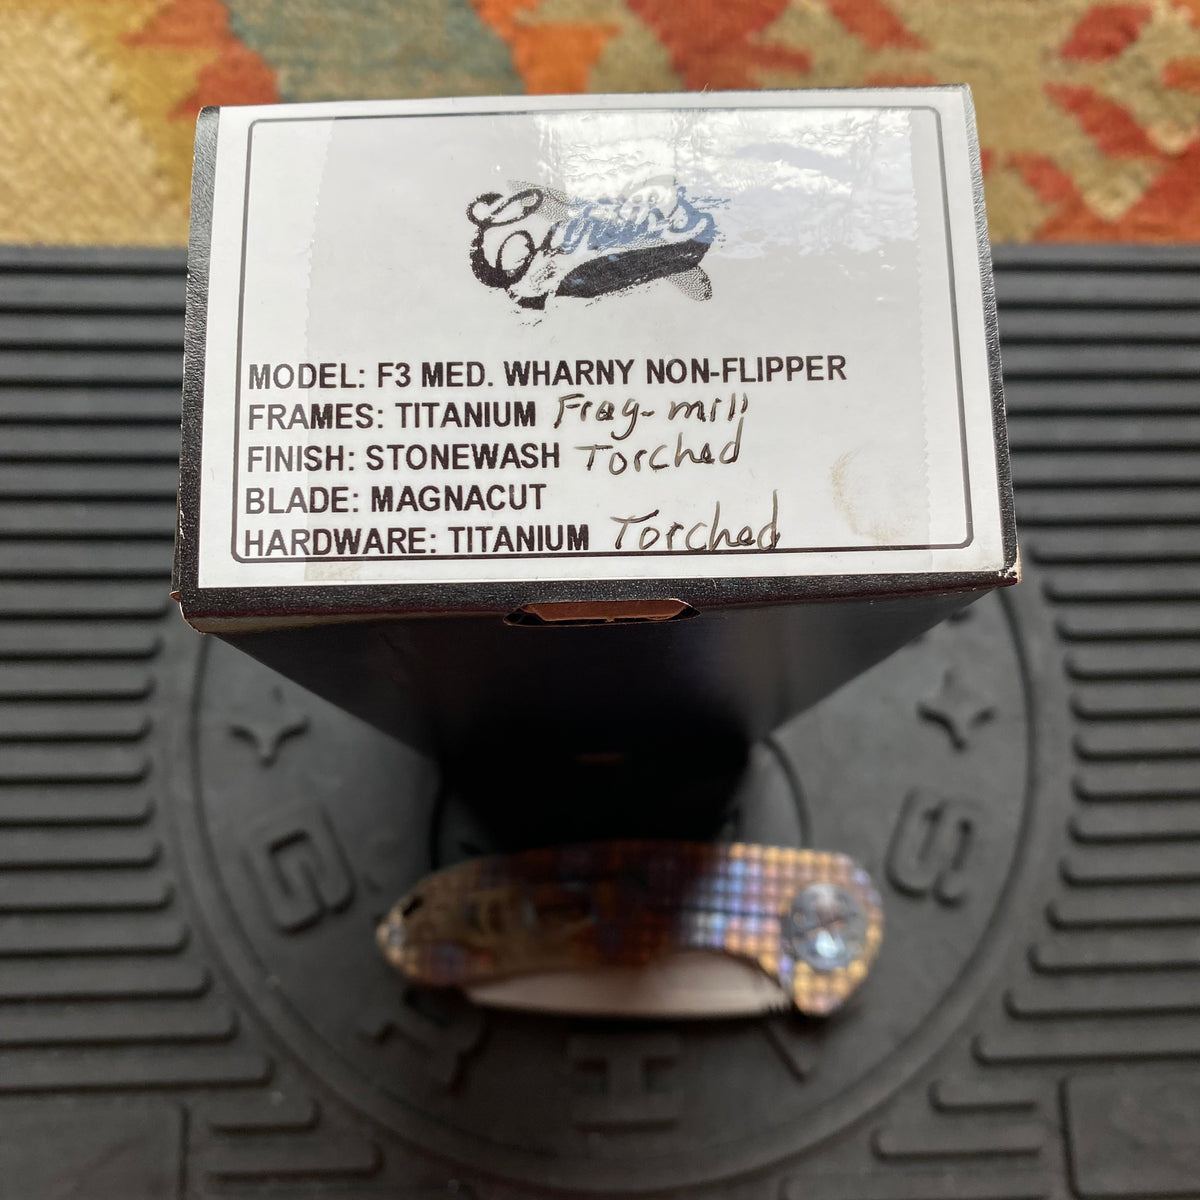 Curtiss
MODEL: F3 MED. WHARNY NON-FLIPPER
FRAMES: TITANIUM Frag-mill
FINISH: STONEWASH Torched
BLADE: MAGNACUT
HARDWARE: TITANIUM Torched